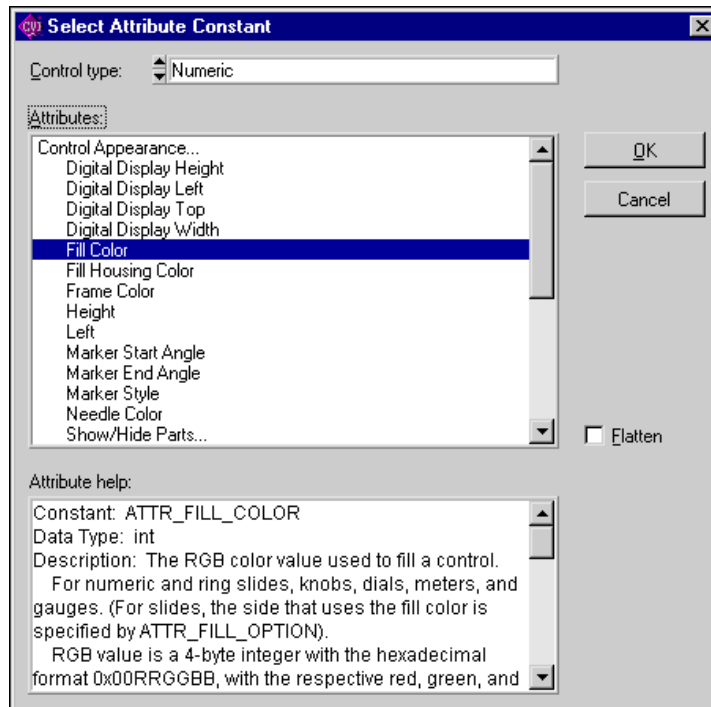 CVI Select Attribute Constant
Control type: Numeric
Attributes:
Control Appearance...
Digital Display Height
Digital Display Left
Digital Display Top
Digital Display Width
Fill Color
Fill Housing Color
Frame Color
Height
Left
Marker Start Angle
Marker End Angle
Marker Style
Needle Color
Show/Hide Parts...
OK
Cancel
Flatten
Attribute help:
Constant: ATTR_FILL_COLOR
Data Type: int
Description: The RGB color value used to fill a control.
For numeric and ring slides, knobs, dials, meters, and
gauges. (For slides, the side that uses the fill color is
specified by ATTR_FILL_OPTION).
RGB value is a 4-byte integer with the hexadecimal
format 0x00RRGGBB, with the respective red, green, and